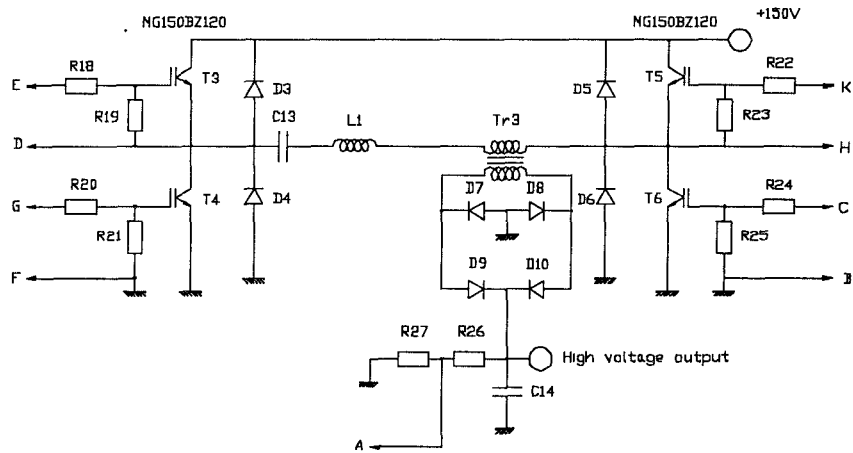 NG150BZ120 NG150BZ120 +150V
R18 T3 D3 D5 T5 R22
E K
R19 C13 L1 Tr3 R23
D H
R20 D7 D8 R24
G T4 D4 D6 T6 C
R21 R25
F D9 D10 B
R27 R26
High voltage output
C14
A